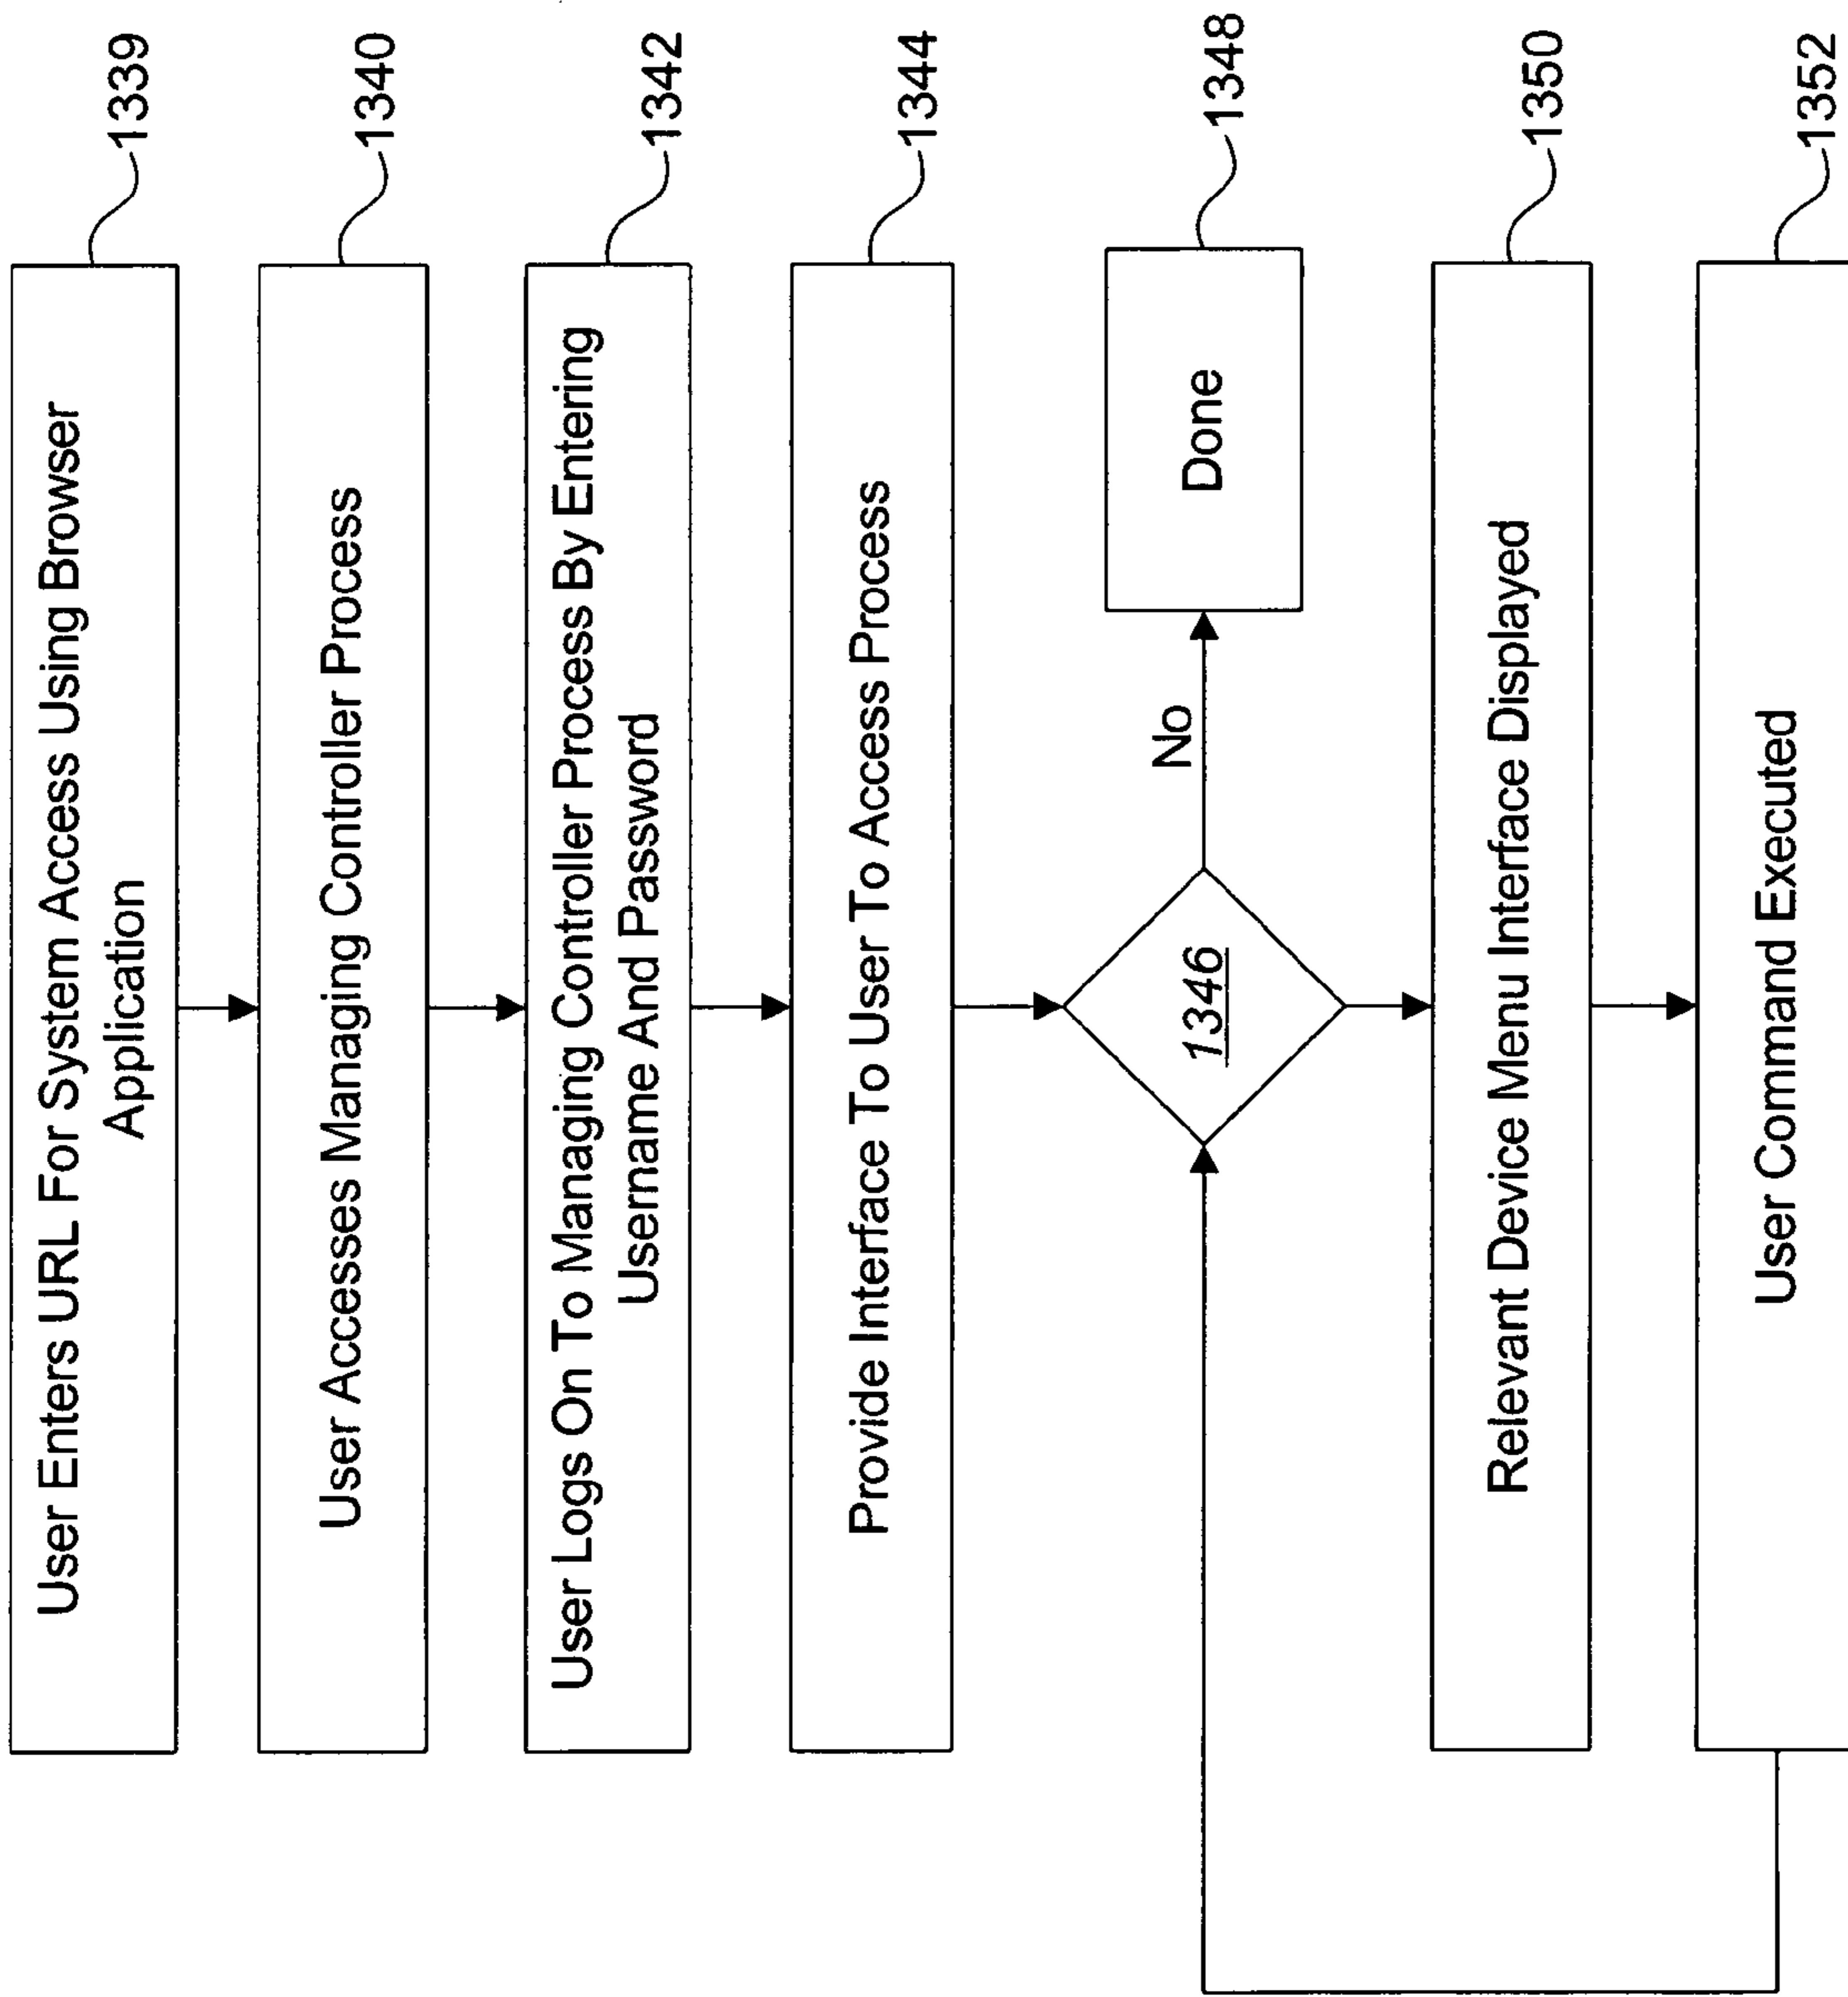 User Enters URL For System Access Using Browser
Application
1339
User Accesses Managing Controller Process
1340
User Logs On To Managing Controller Process By Entering
Username And Password
1342
Provide Interface To User To Access Process
1344
1346
No
Done
1348
Relevant Device Menu Interface Displayed
1350
User Command Executed
1352